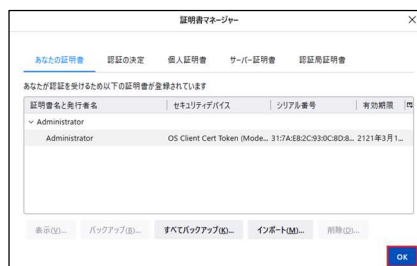 証明書マネージャー
あなたの証明書 認証の決定 個人証明書 サーバー証明書 認証局証明書
あなたが認証を受けるため以下の証明書が登録されています
証明書名と発行者名 セキュリティデバイス シリアル番号 有効期限
Administrator
Administrator OS Client Cert Token (Mode... 31:7A:E8:2C:93:0C:8D:8... 2121年3月1...
表示(V)... バックアップ(B)... すべてバックアップ(K)... インポート(M)... 削除(D)...
OK